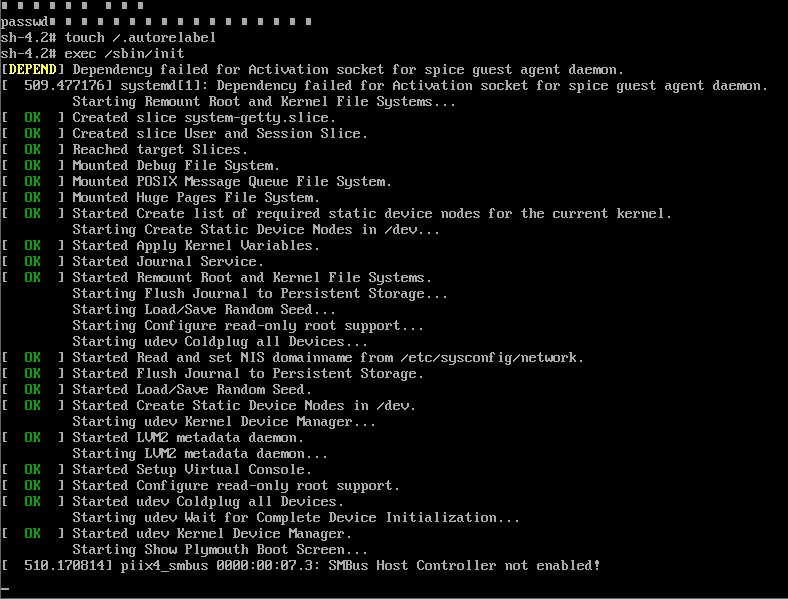 passwd
sh-4.2# touch /.autorelabel
sh-4.2# exec /sbin/init
[DEPEND] Dependency failed for Activation socket for spice guest agent daemon.
[  509.477176] systemd[1]: Dependency failed for Activation socket for spice guest agent daemon.
         Starting Remount Root and Kernel File Systems...
[  OK  ] Created slice system-getty.slice.
[  OK  ] Created slice User and Session Slice.
[  OK  ] Reached target Slices.
[  OK  ] Mounted Debug File System.
[  OK  ] Mounted POSIX Message Queue File System.
[  OK  ] Mounted Huge Pages File System.
[  OK  ] Started Create list of required static device nodes for the current kernel.
         Starting Create Static Device Nodes in /dev...
[  OK  ] Started Apply Kernel Variables.
[  OK  ] Started Journal Service.
[  OK  ] Started Remount Root and Kernel File Systems.
         Starting Flush Journal to Persistent Storage...
         Starting Load/Save Random Seed...
         Starting Configure read-only root support...
         Starting udev Coldplug all Devices...
[  OK  ] Started Read and set NIS domainname from /etc/sysconfig/network.
[  OK  ] Started Flush Journal to Persistent Storage.
[  OK  ] Started Load/Save Random Seed.
[  OK  ] Started Create Static Device Nodes in /dev.
         Starting udev Kernel Device Manager...
[  OK  ] Started LVM2 metadata daemon.
         Starting LVM2 metadata daemon...
[  OK  ] Started Setup Virtual Console.
[  OK  ] Started Configure read-only root support.
[  OK  ] Started udev Coldplug all Devices.
         Starting udev Wait for Complete Device Initialization...
[  OK  ] Started udev Kernel Device Manager.
         Starting Show Plymouth Boot Screen...
[  510.170814] piix4_smbus 0000:00:07.3: SMBus Host Controller not enabled!